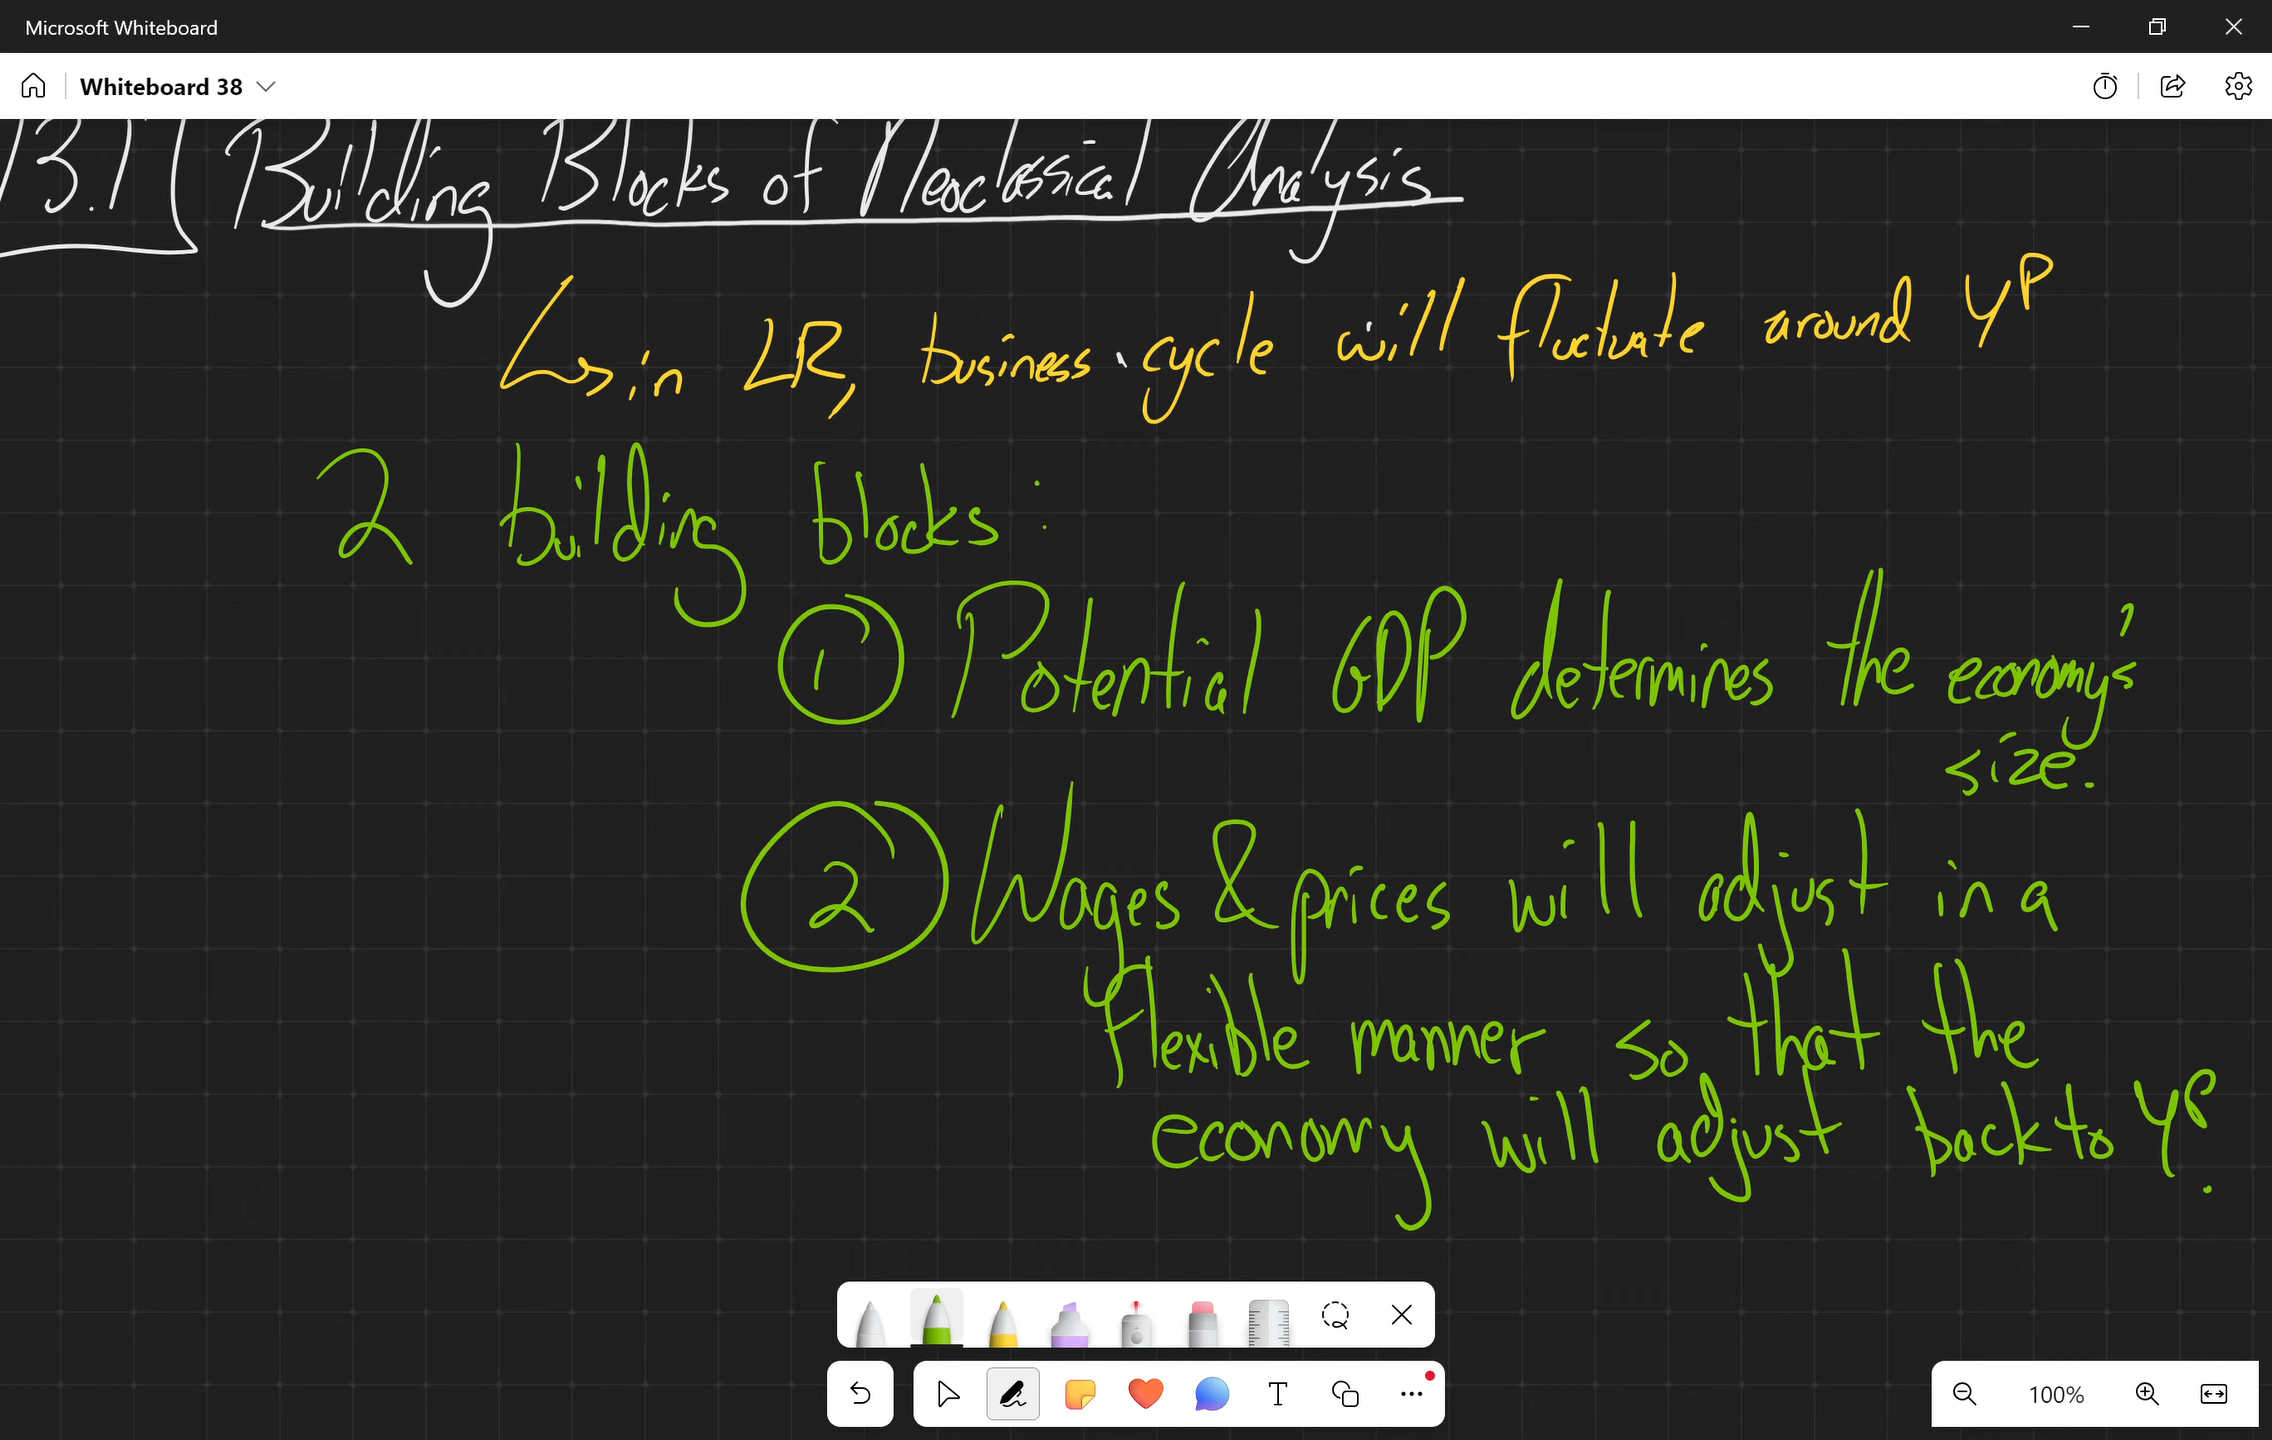 Microsoft Whiteboard
Whiteboard 38
13.1 Building Blocks of Neoclassical Analysis
in LR, business cycle will fluctuate around Yᴾ
2 building blocks:
① Potential GDP determines the economy's
size.
② Wages & prices will adjust in a
flexible manner so that the
economy will adjust back to Yᴾ.
T
100%